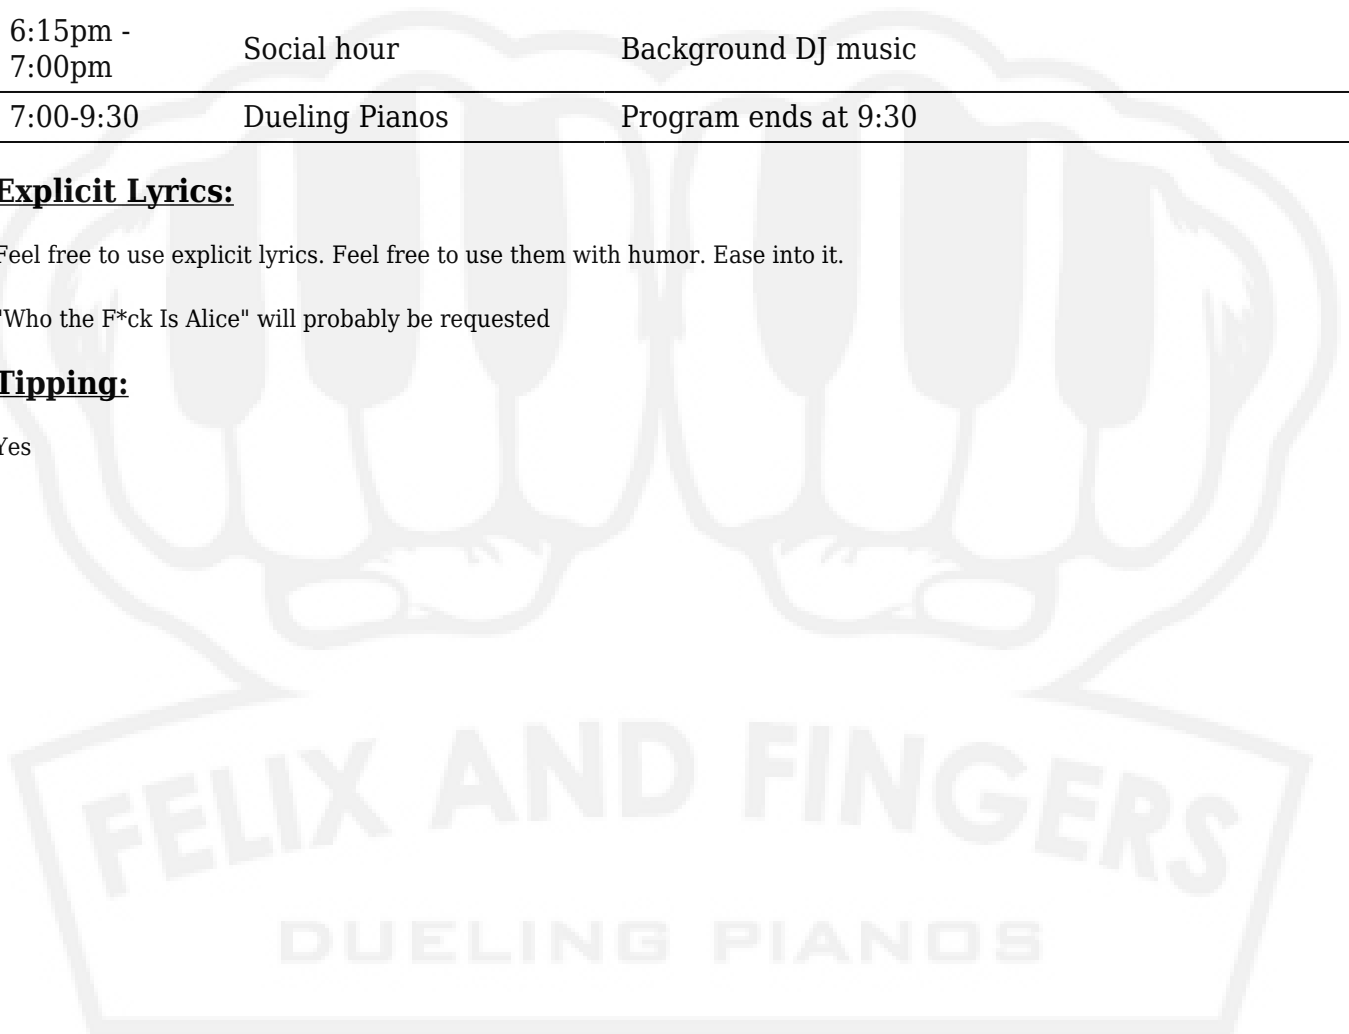 6:15pm -
7:00pm
Social hour
Background DJ music
7:00-9:30 Dueling Pianos Program ends at 9:30
Explicit Lyrics:
Feel free to use explicit lyrics. Feel free to use them with humor. Ease into it.
"Who the F*ck Is Alice" will probably be requested
Tipping:
Yes
FELIX AND FINGERS
DUELING PIANOS